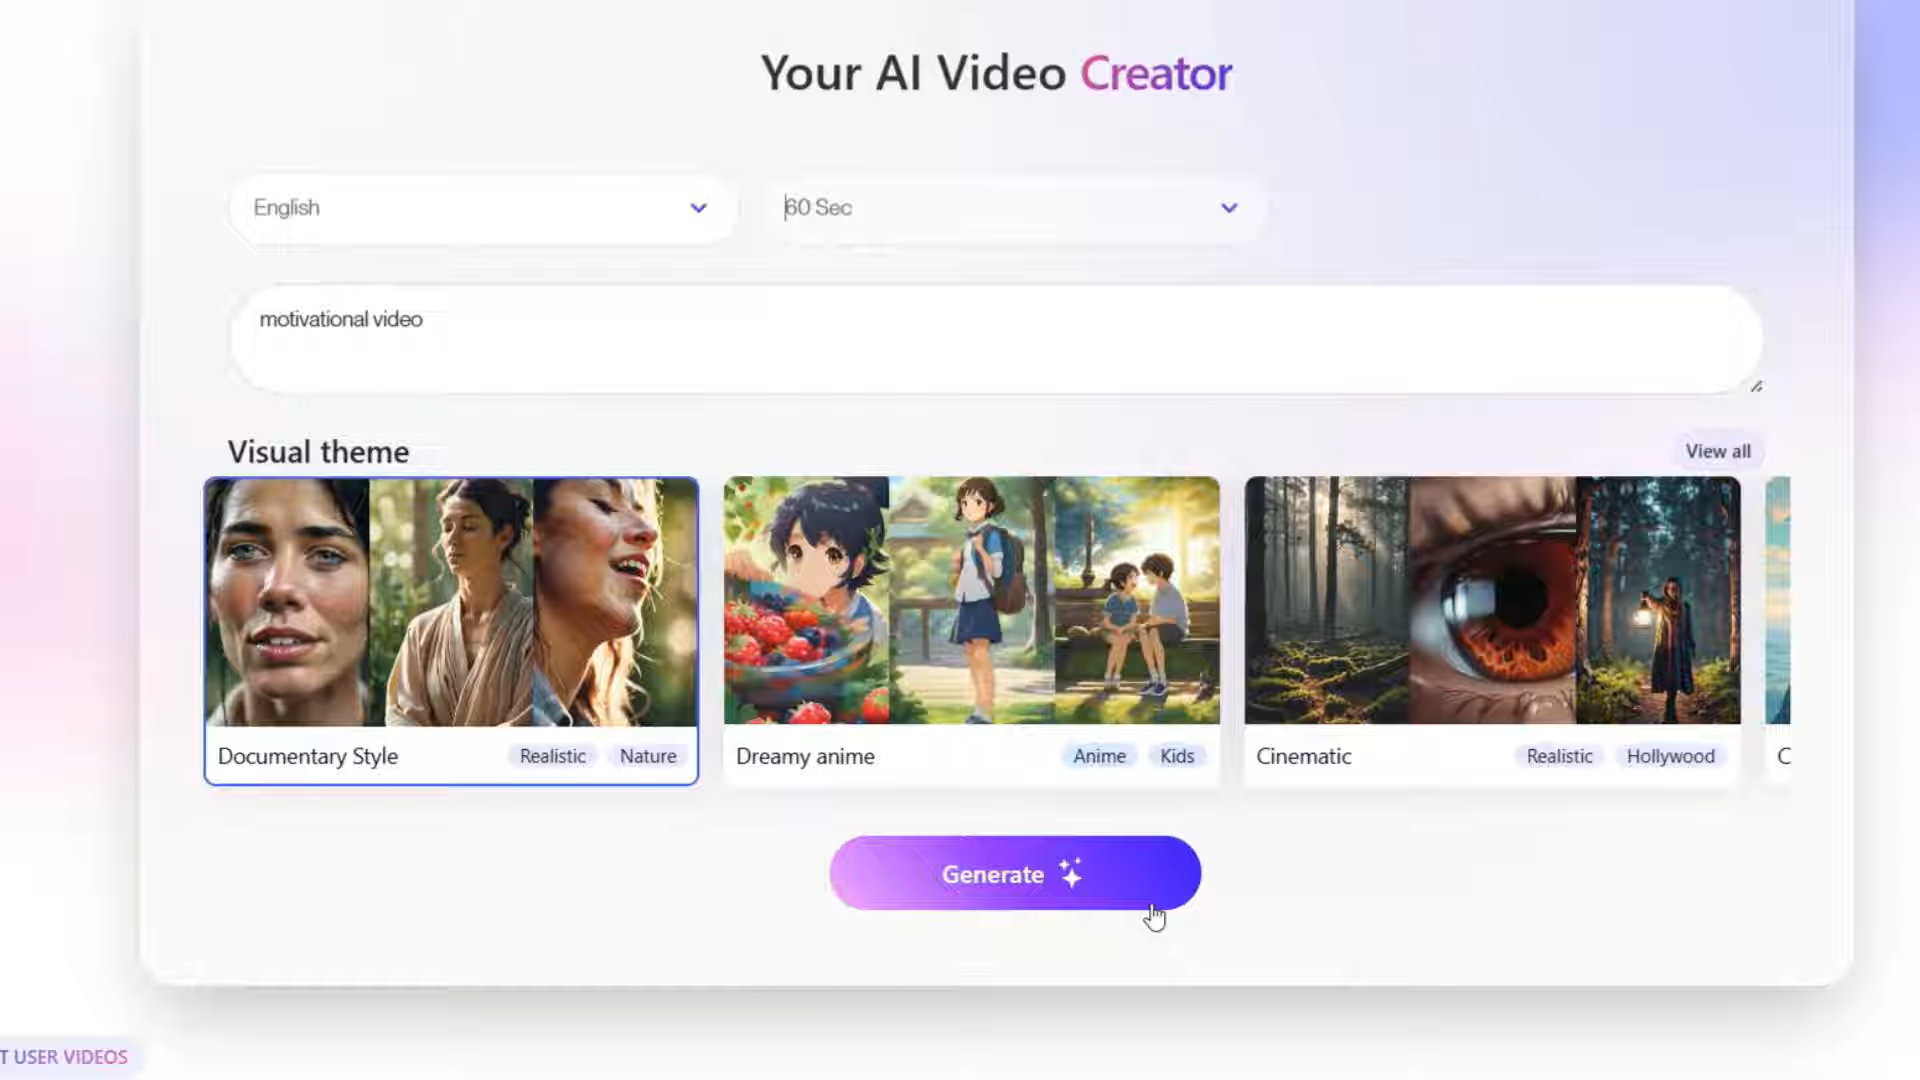 Your AI Video Creator
English
60 Sec
motivational video
Visual theme
View all
Documentary Style
Realistic
Nature
Dreamy anime
Anime
Kids
Cinematic
Realistic
Hollywood
C
Generate
T USER VIDEOS